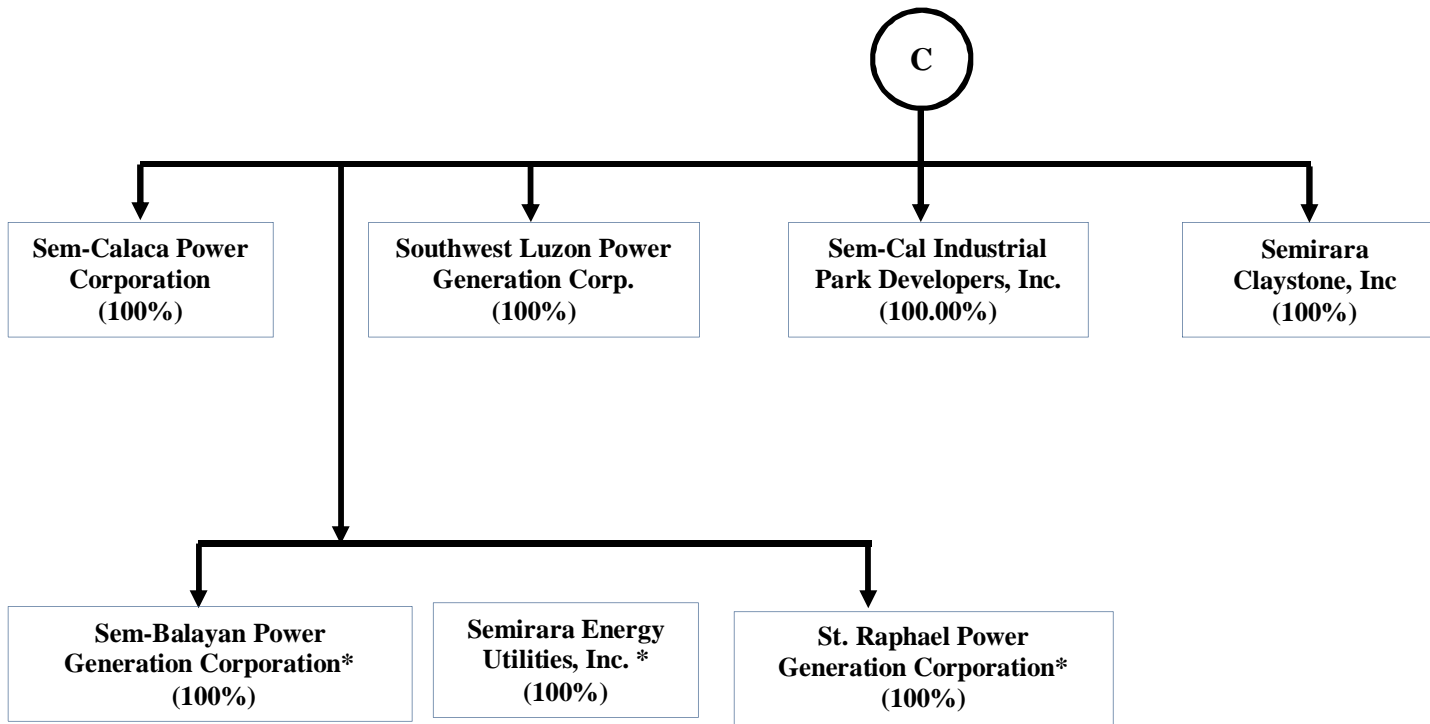 C
Sem-Calaca Power
Corporation
(100%)
Southwest Luzon Power
Generation Corp.
(100%)
Sem-Cal Industrial
Park Developers, Inc.
(100.00%)
Semirara
Claystone, Inc
(100%)
Sem-Balayan Power
Generation Corporation*
(100%)
Semirara Energy
Utilities, Inc. *
(100%)
St. Raphael Power
Generation Corporation*
(100%)